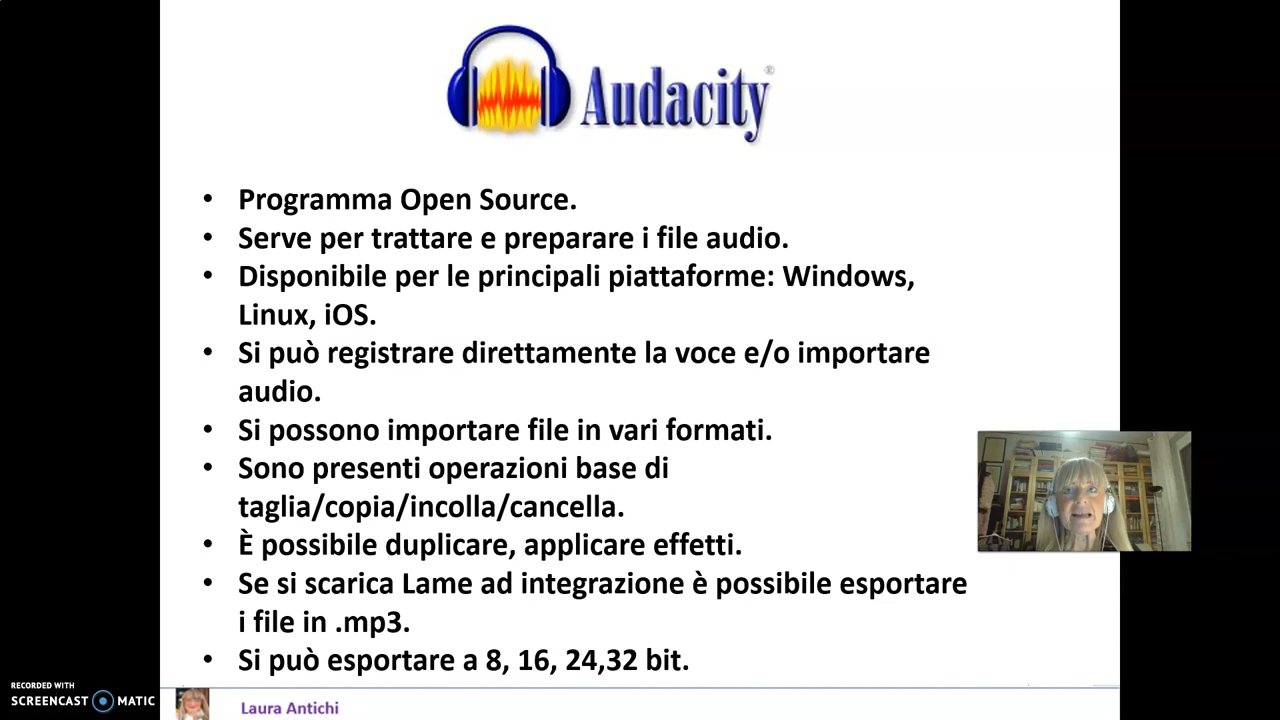 Audacity®
• Programma Open Source.
• Serve per trattare e preparare i file audio.
• Disponibile per le principali piattaforme: Windows,
Linux, iOS.
• Si può registrare direttamente la voce e/o importare
audio.
• Si possono importare file in vari formati.
• Sono presenti operazioni base di
taglia/copia/incolla/cancella.
• È possibile duplicare, applicare effetti.
• Se si scarica Lame ad integrazione è possibile esportare
i file in .mp3.
• Si può esportare a 8, 16, 24,32 bit.
RECORDED WITH
SCREENCAST MATIC
Laura Antichi